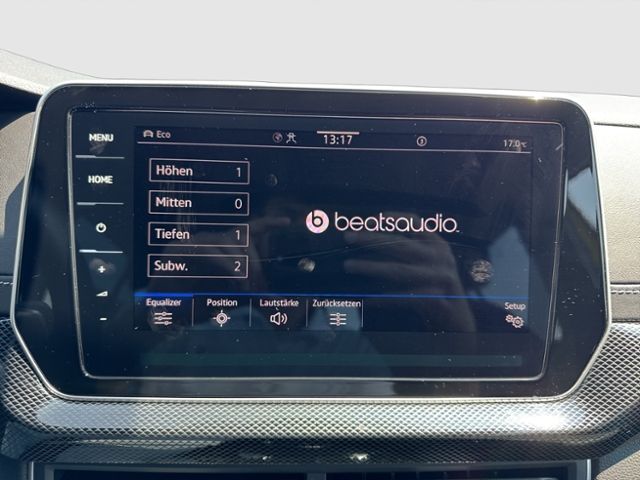 MENU
HOME
Eco
13:17
17.0°C
Höhen 1
Mitten 0
Tiefen 1
Subw. 2
beatsaudio
Equalizer
Position
Lautstärke
Zurücksetzen
Setup